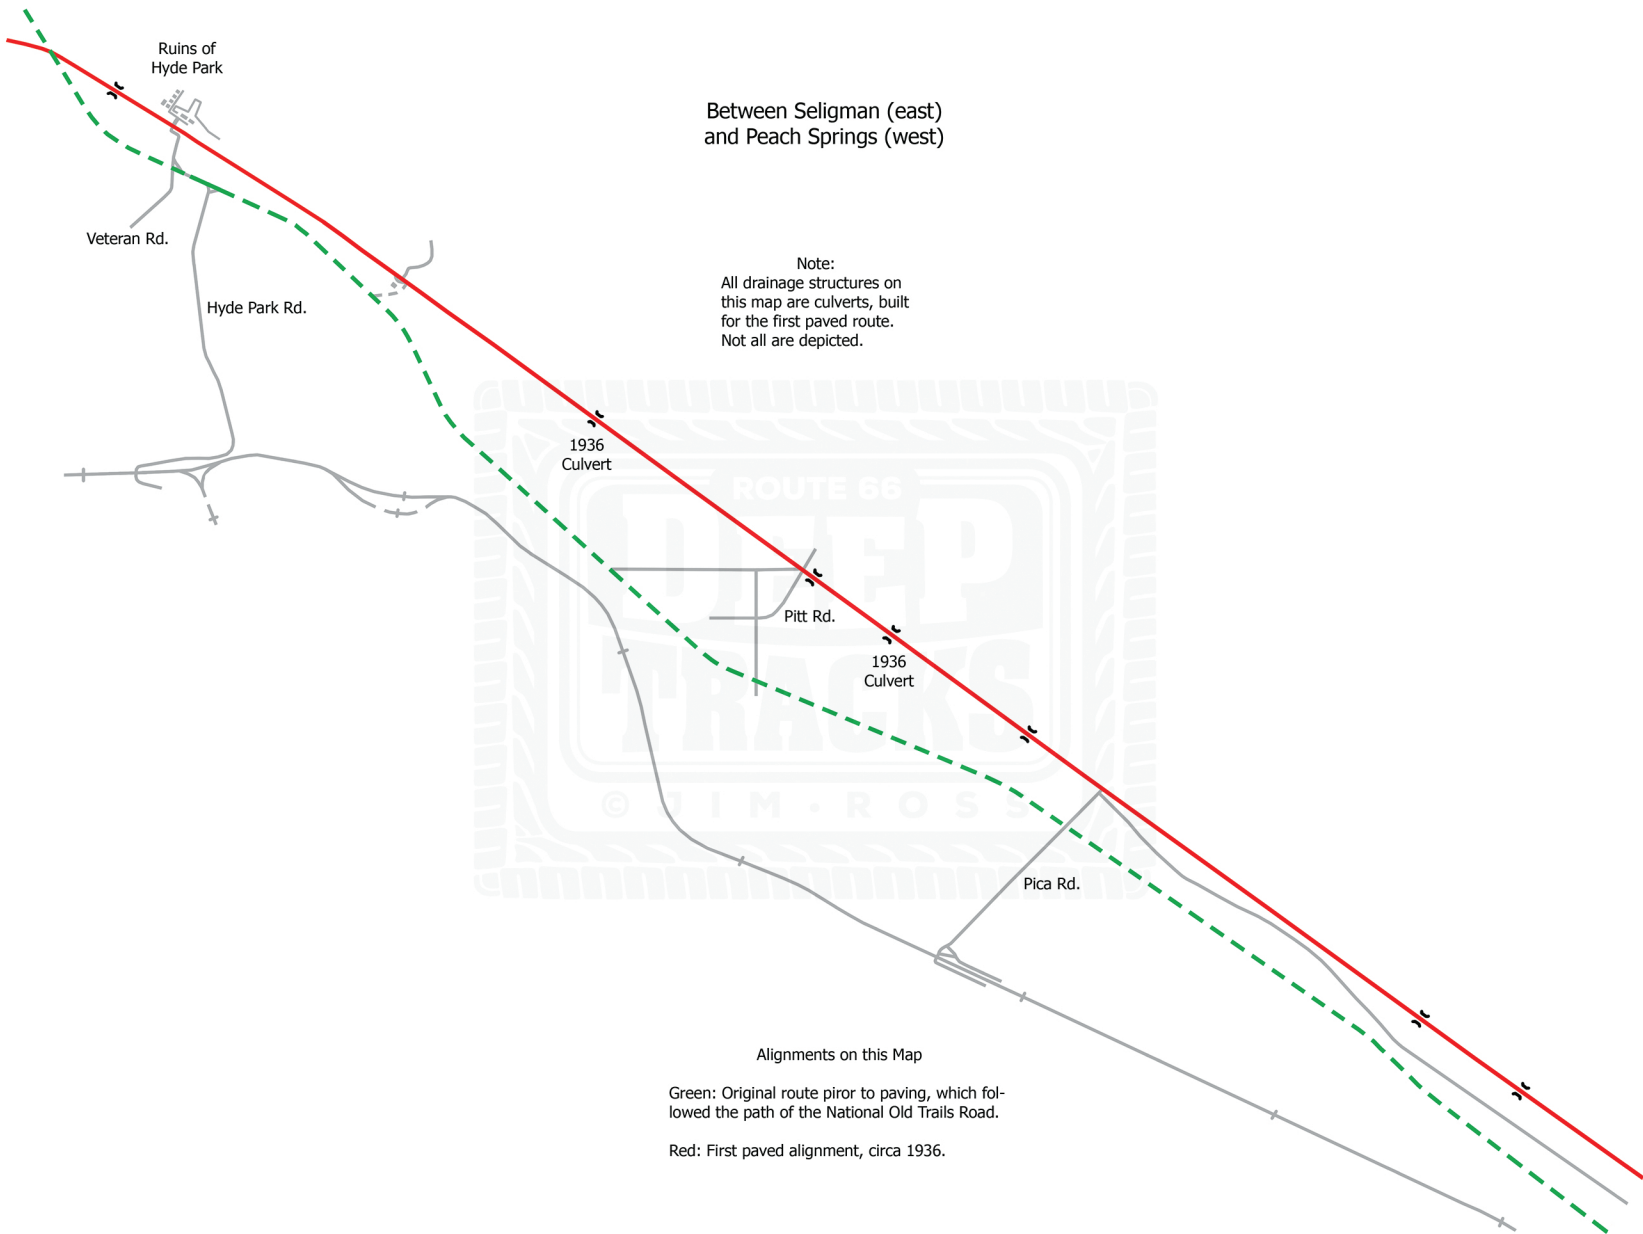 Ruins of
Hyde Park
Between Seligman (east)
and Peach Springs (west)
Veteran Rd.
Hyde Park Rd.
Note:
All drainage structures on
this map are culverts, built
for the first paved route.
Not all are depicted.
1936
Culvert
ROUTE 66
DEEP
TRACKS
© JIM • ROSS
Pitt Rd.
1936
Culvert
Pica Rd.
Alignments on this Map
Green: Original route piror to paving, which fol-
lowed the path of the National Old Trails Road.
Red: First paved alignment, circa 1936.